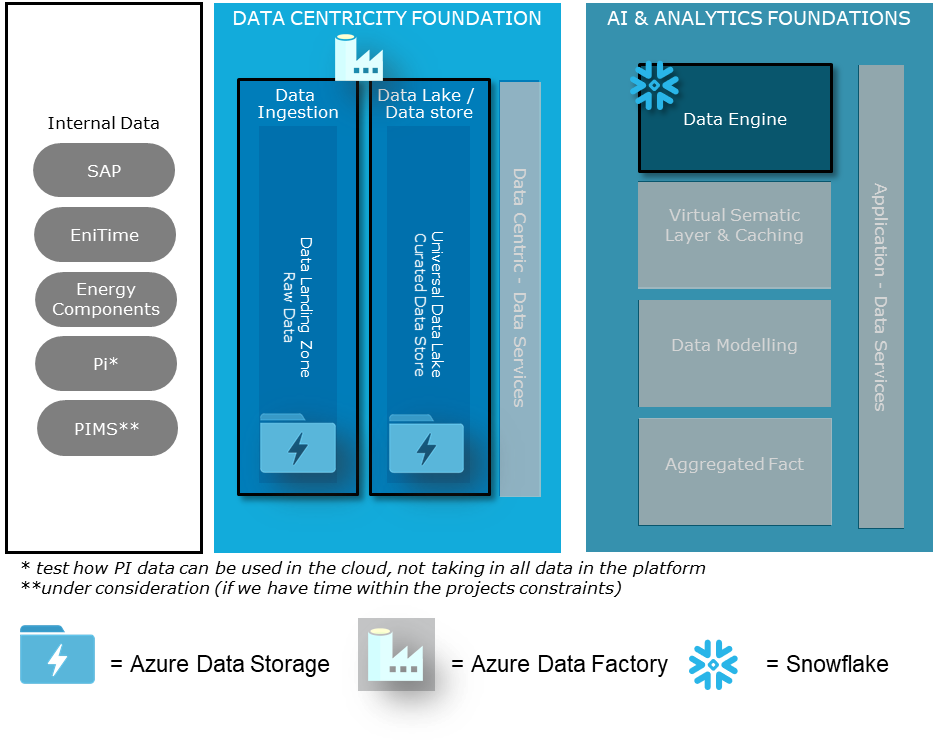 DATA CENTRICITY FOUNDATION
AI & ANALYTICS FOUNDATIONS
Internal Data
SAP
EniTime
Energy
Components
Pi*
PIMS**
Data
Ingestion
Data Landing Zone
Raw Data
Data Lake /
Data store
Universal Data Lake
Curated Data Store
Data Centric - Data Services
Data Engine
Virtual Sematic
Layer & Caching
Data Modelling
Aggregated Fact
Application - Data Services
* test how PI data can be used in the cloud, not taking in all data in the platform
**under consideration (if we have time within the projects constraints)
= Azure Data Storage
= Azure Data Factory
= Snowflake